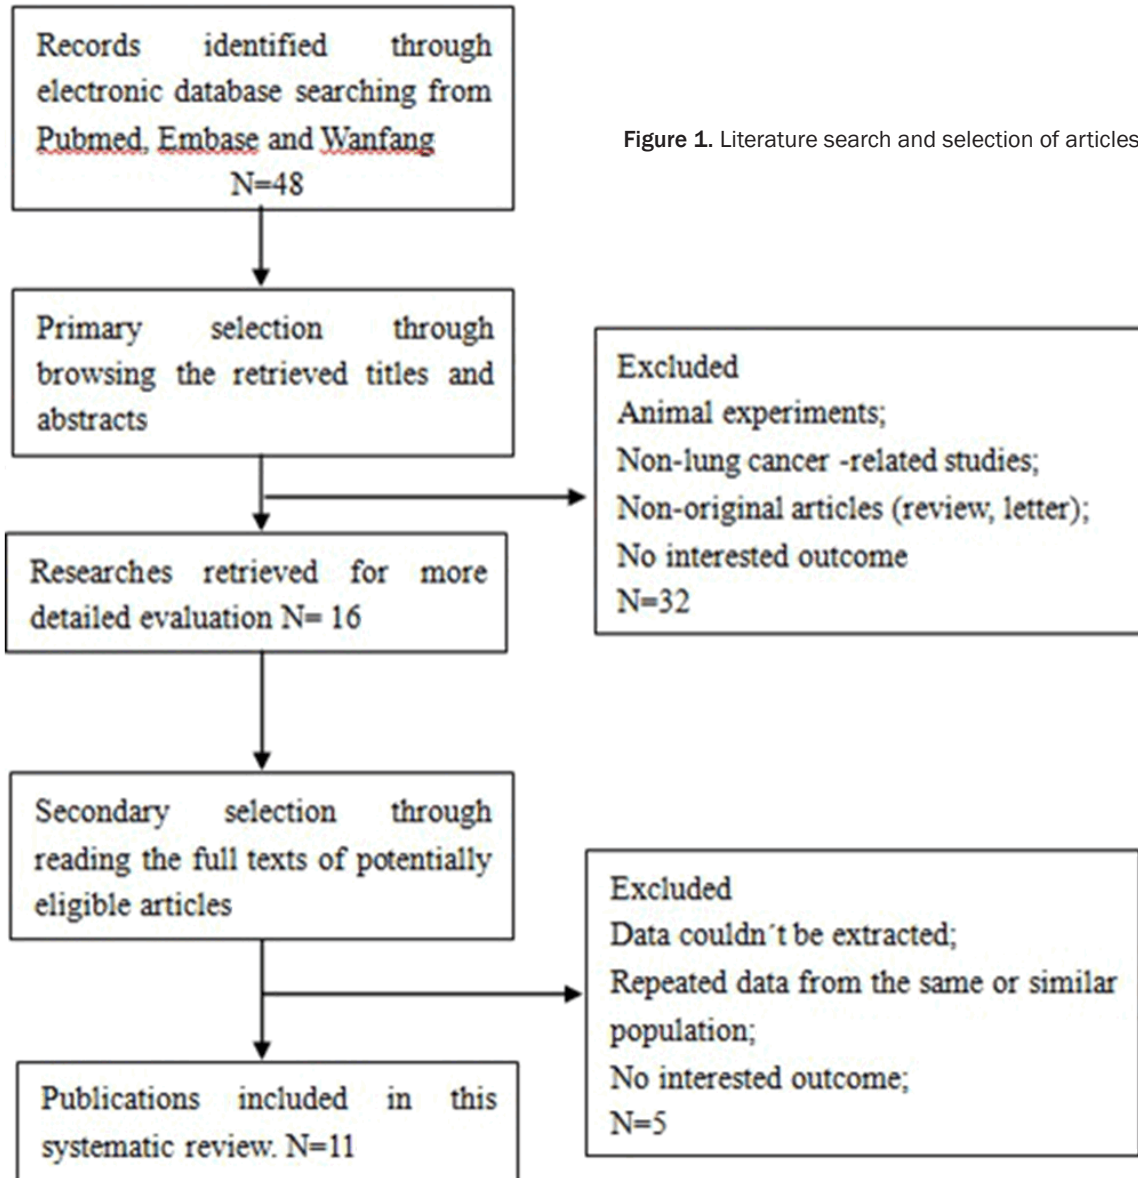 Records identified through
electronic database searching from
Pubmed, Embase and Wanfang
N=48
Figure 1. Literature search and selection of articles
Primary selection through
browsing the retrieved titles and
abstracts
Excluded
Animal experiments;
Non-lung cancer -related studies;
Non-original articles (review, letter);
No interested outcome
N=32
Researches retrieved for more
detailed evaluation N= 16
Secondary selection through
reading the full texts of potentially
eligible articles
Excluded
Data couldn´t be extracted;
Repeated data from the same or similar
population;
No interested outcome;
N=5
Publications included in this
systematic review. N=11